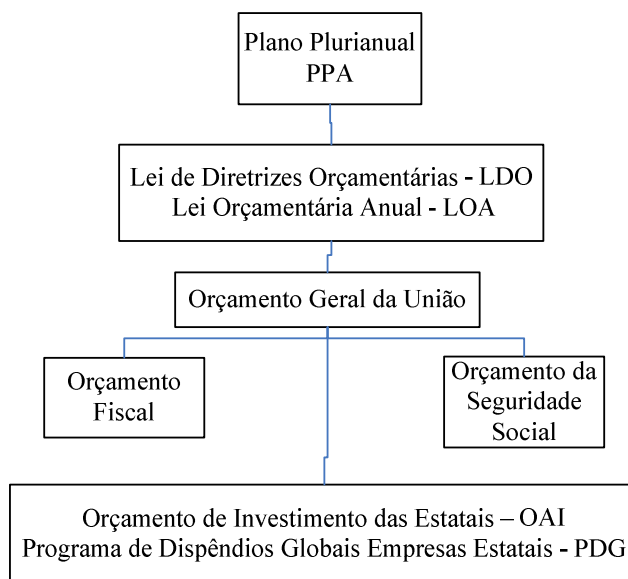 Plano Plurianual
PPA
Lei de Diretrizes Orçamentárias - LDO
Lei Orçamentária Anual - LOA
Orçamento Geral da União
Orçamento
Fiscal
Orçamento da
Seguridade
Social
Orçamento de Investimento das Estatais – OAI
Programa de Dispêndios Globais Empresas Estatais - PDG